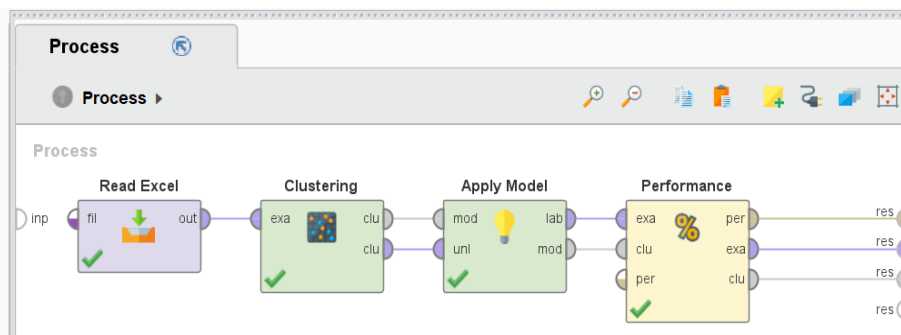 Process
Process
Process
Read Excel Clustering Apply Model Performance
inp fil out exa clu mod lab exa per res
clu unl mod clu exa res
per clu res
res